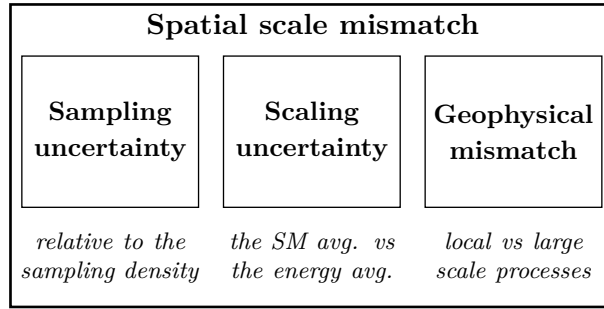 Spatial scale mismatch
Sampling
uncertainty
Scaling
uncertainty
Geophysical
mismatch
relative to the
sampling density
the SM avg. vs
the energy avg.
local vs large
scale processes